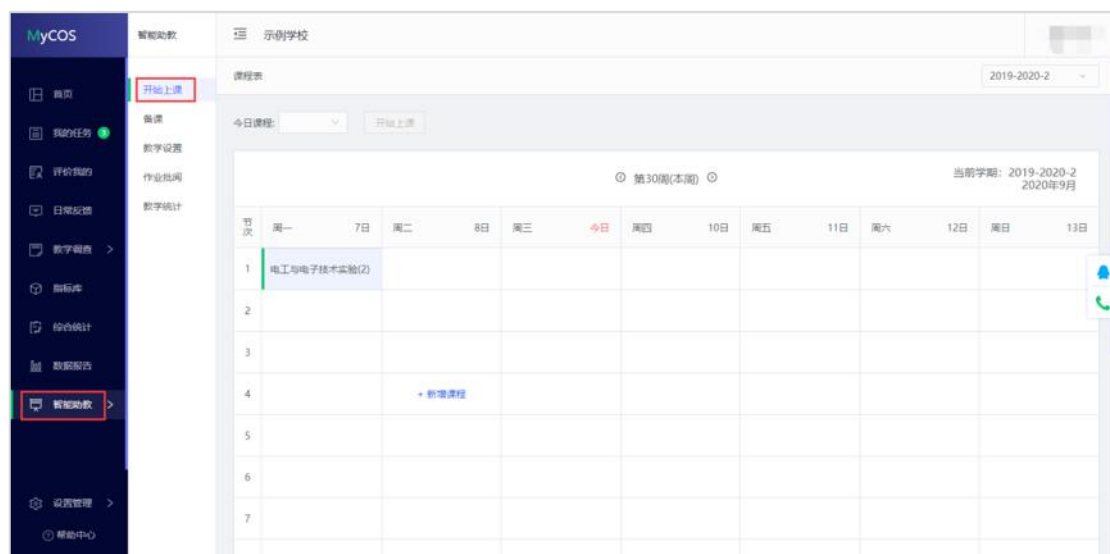 MyCOS
首页
我的任务 3
评价我的
日常反馈
教学调查
指标库
综合统计
数据报告
智能助教
设置管理
帮助中心
智能助教
开始上课
备课
教学设置
作业批阅
教学统计
示例学校
课程表
2019-2020-2
今日课程: 开始上课
第30周(本周)
当前学期: 2019-2020-2
2020年9月
节次 周一 7日 周二 8日 周三 今日 周四 10日 周五 11日 周六 12日 周日 13日
1 电工与电子技术实验(2)
2
3
4 + 新增课程
5
6
7